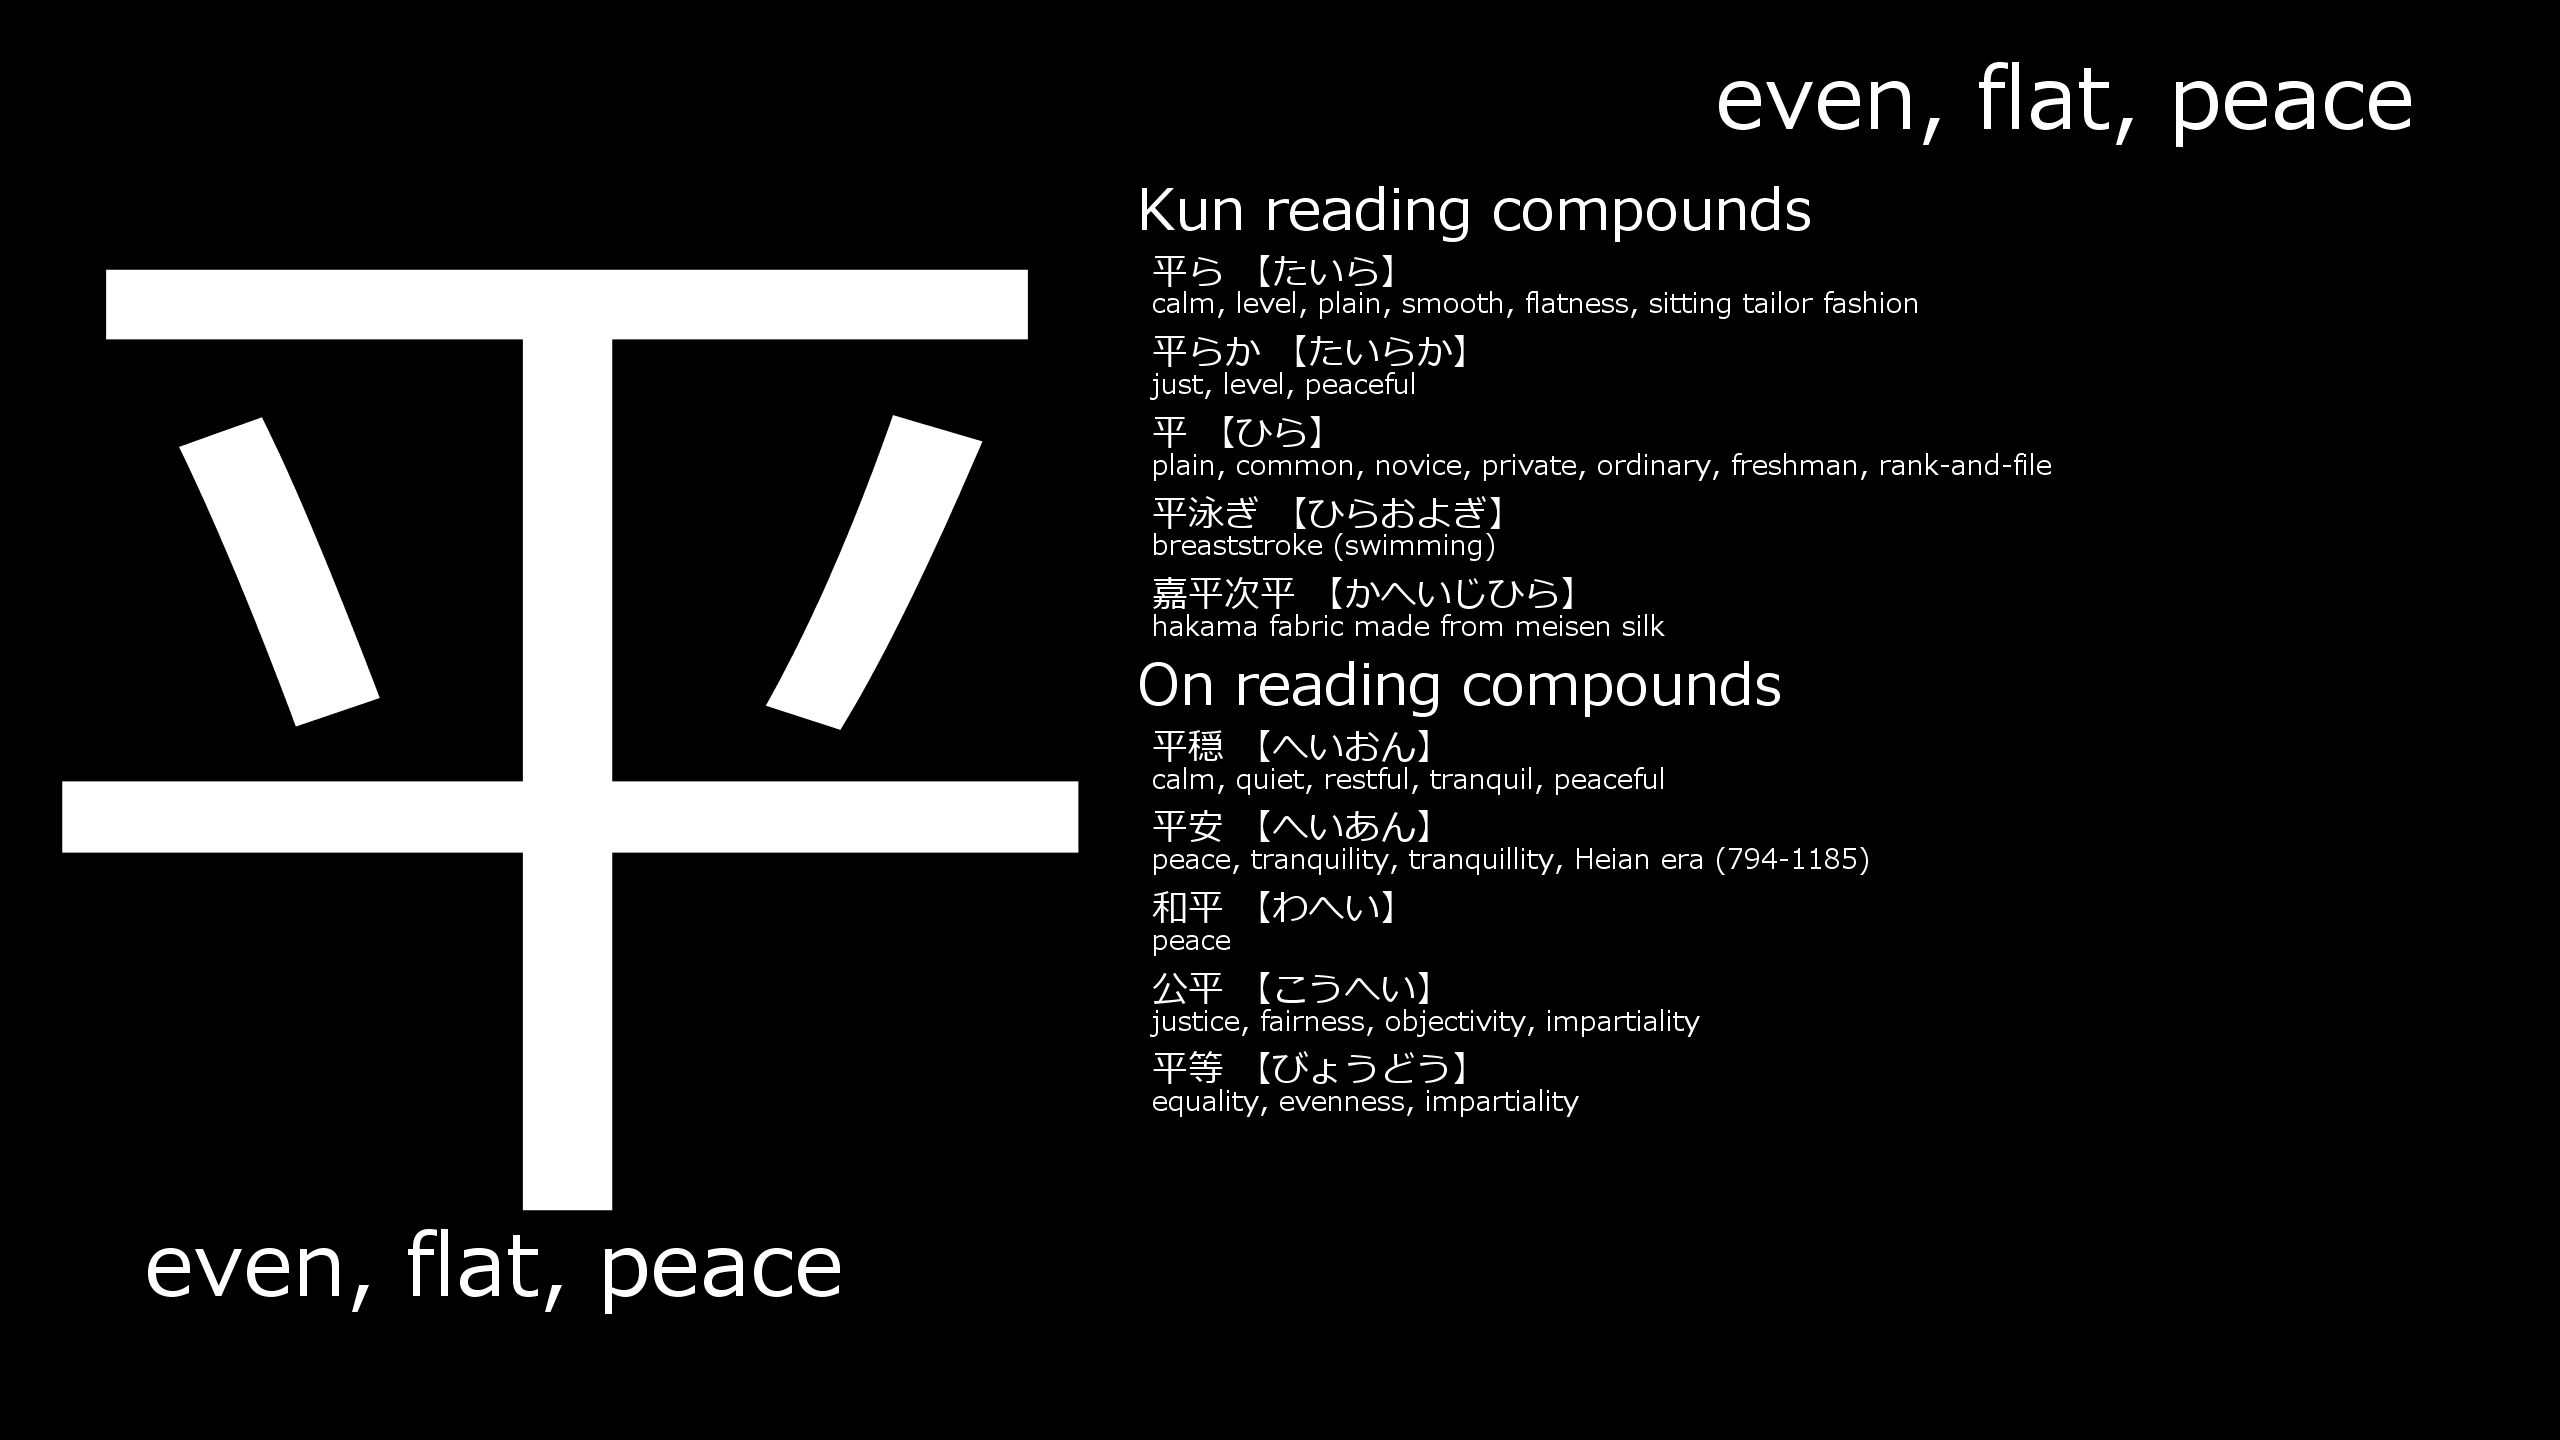 even, flat, peace
平
even, flat, peace
Kun reading compounds
平ら 【たいら】
calm, level, plain, smooth, flatness, sitting tailor fashion
平らか 【たいらか】
just, level, peaceful
平 【ひら】
plain, common, novice, private, ordinary, freshman, rank-and-file
平泳ぎ 【ひらおよぎ】
breaststroke (swimming)
嘉平次平 【かへいじひら】
hakama fabric made from meisen silk
On reading compounds
平穏 【へいおん】
calm, quiet, restful, tranquil, peaceful
平安 【へいあん】
peace, tranquility, tranquillity, Heian era (794-1185)
和平 【わへい】
peace
公平 【こうへい】
justice, fairness, objectivity, impartiality
平等 【びょうどう】
equality, evenness, impartiality